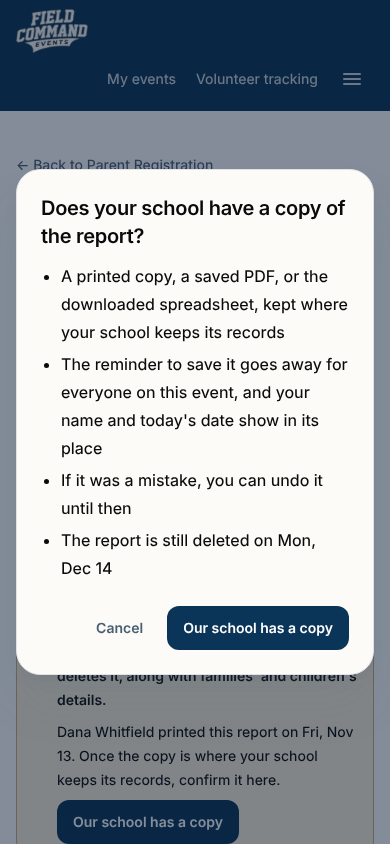 FIELD
COMMAND
EVENTS
My events Volunteer tracking
← Back to Parent Registration
Does your school have a copy of
the report?
• A printed copy, a saved PDF, or the
downloaded spreadsheet, kept where
your school keeps its records
• The reminder to save it goes away for
everyone on this event, and your
name and today's date show in its
place
• If it was a mistake, you can undo it
until then
• The report is still deleted on Mon,
Dec 14
Cancel Our school has a copy
deletes it, along with families' and children's
details.
Dana Whitfield printed this report on Fri, Nov
13. Once the copy is where your school
keeps its records, confirm it here.
Our school has a copy